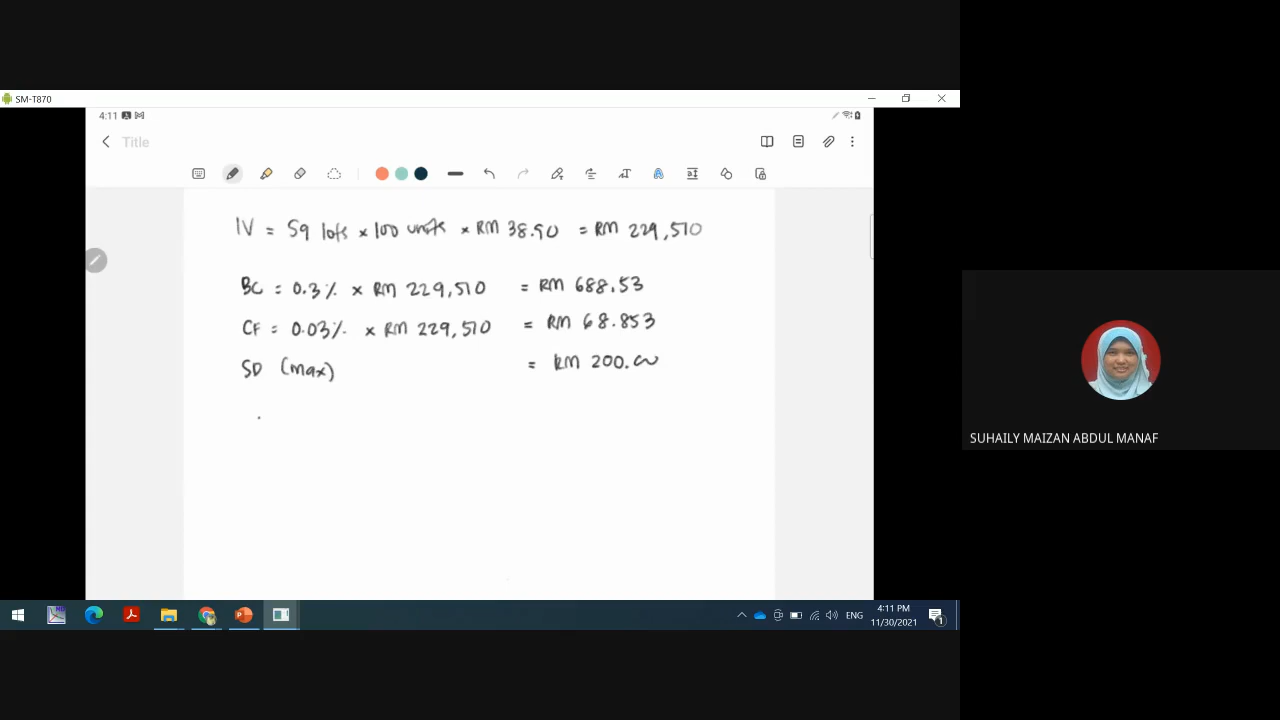 SM-T870
4:11
Title
IV = 59 lots × 100 units × RM 38.90 = RM 229,510
BC = 0.3% × RM 229,510 = RM 688.53
CF = 0.03% × RM 229,510 = RM 68.853
SD (max) = RM 200.00
SUHAILY MAIZAN ABDUL MANAF
ENG
4:11 PM
11/30/2021